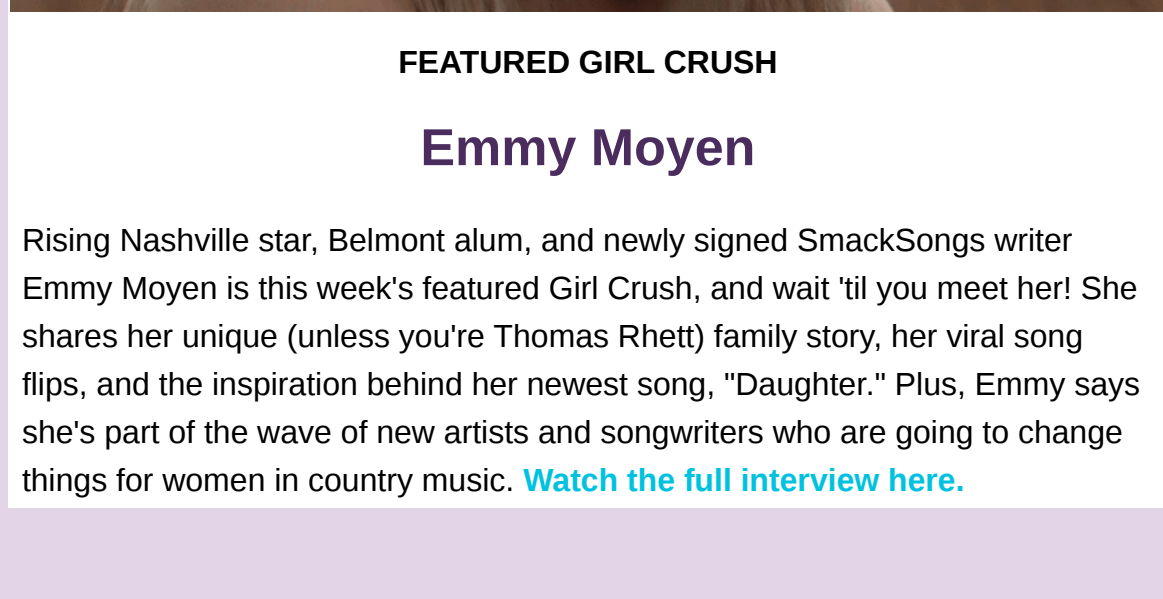 FEATURED GIRL CRUSH
Emmy Moyen
Rising Nashville star, Belmont alum, and newly signed SmackSongs writer
Emmy Moyen is this week's featured Girl Crush, and wait 'til you meet her! She
shares her unique (unless you're Thomas Rhett) family story, her viral song
flips, and the inspiration behind her newest song, "Daughter." Plus, Emmy says
she's part of the wave of new artists and songwriters who are going to change
things for women in country music. Watch the full interview here.